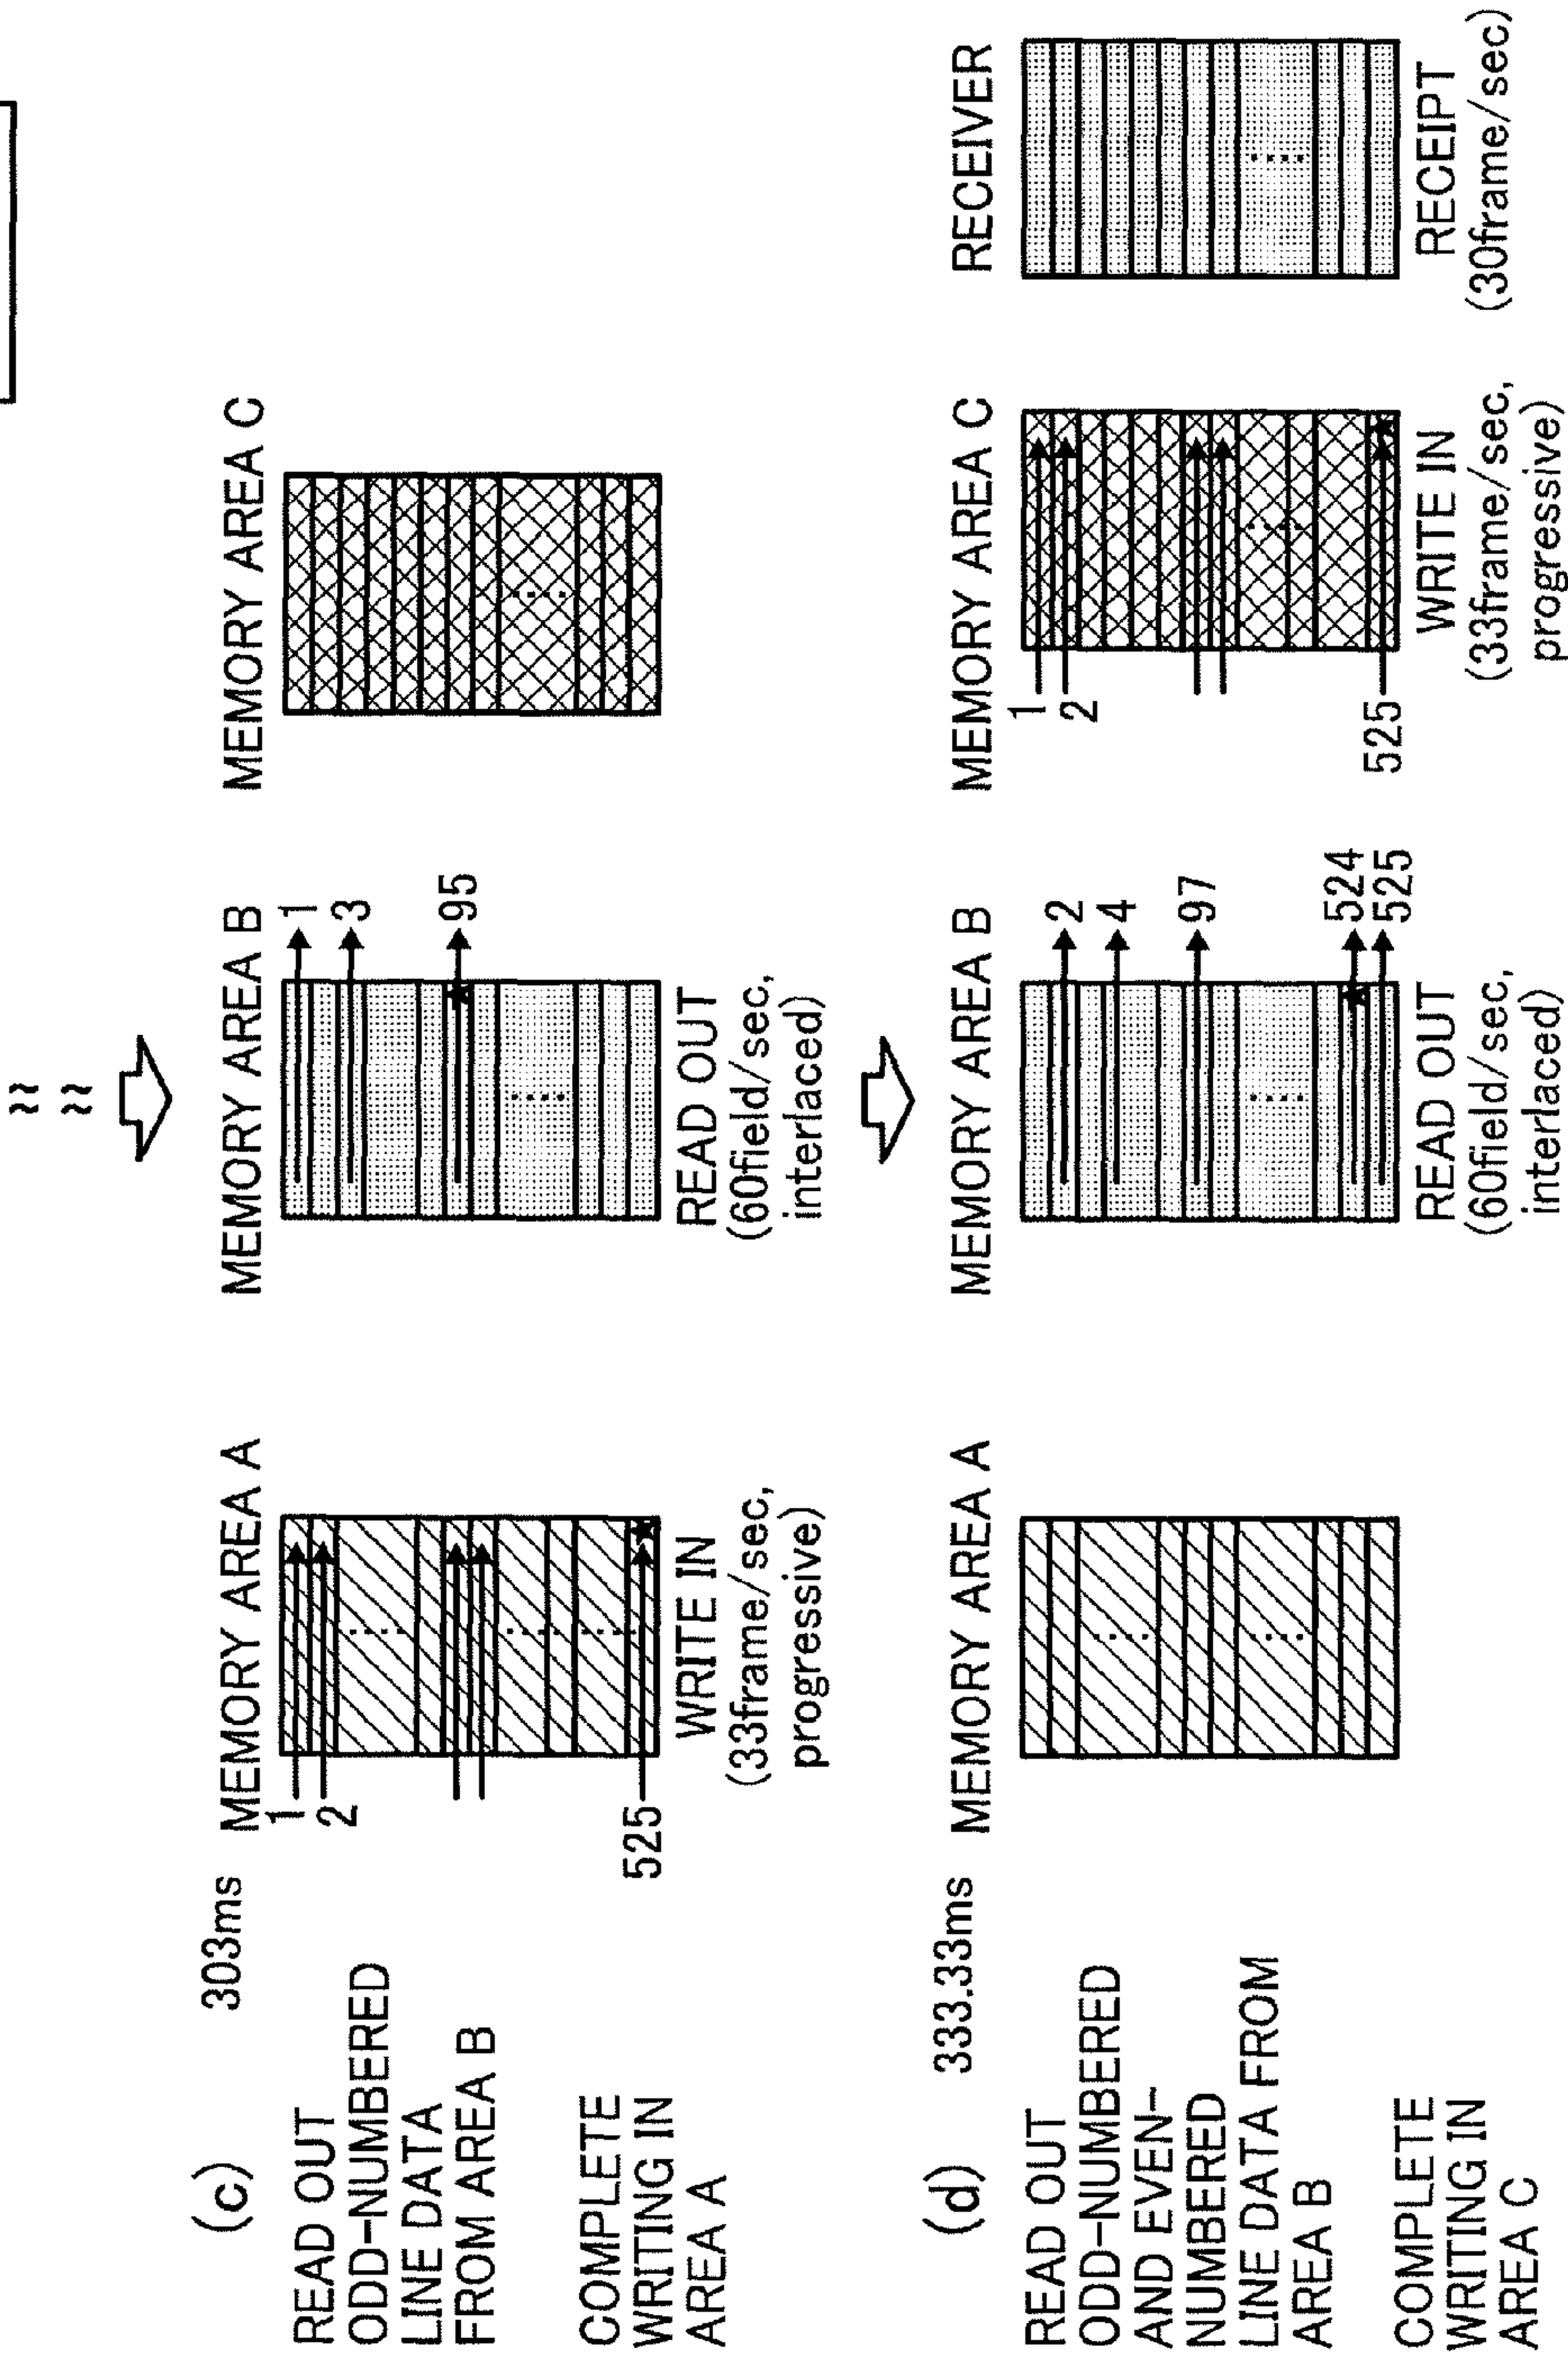 (c)
303ms
READ OUT
ODD-NUMBERED
LINE DATA
FROM AREA B
COMPLETE
WRITING IN
AREA A
MEMORY AREA A
1
2
525
WRITE IN
(33frame/sec,
progressive)
MEMORY AREA B
1
3
95
READ OUT
(60field/sec,
interlaced)
MEMORY AREA C
(d)
333.33ms
READ OUT
ODD-NUMBERED
AND EVEN-
NUMBERED
LINE DATA FROM
AREA B
COMPLETE
WRITING IN
AREA C
MEMORY AREA A
MEMORY AREA B
2
4
97
524
525
READ OUT
(60field/sec,
interlaced)
MEMORY AREA C
1
2
525
WRITE IN
(33frame/sec,
progressive)
RECEIVER
RECEIPT
(30frame/sec)